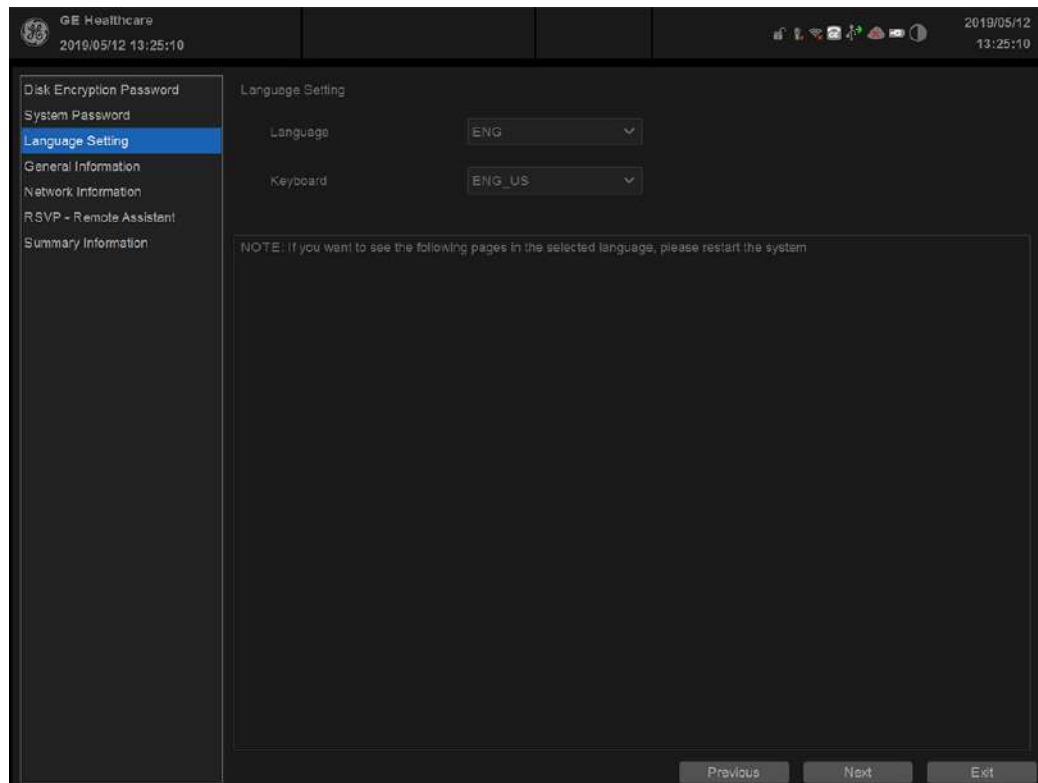 GE Healthcare
2019/05/12 13:25:10
2019/05/12
13:25:10
Disk Encryption Password
System Password
Language Setting
General Information
Network Information
RSVP - Remote Assistant
Summary Information
Language Setting
Language ENG
Keyboard ENG_US
NOTE: If you want to see the following pages in the selected language, please restart the system
Previous Next Exit